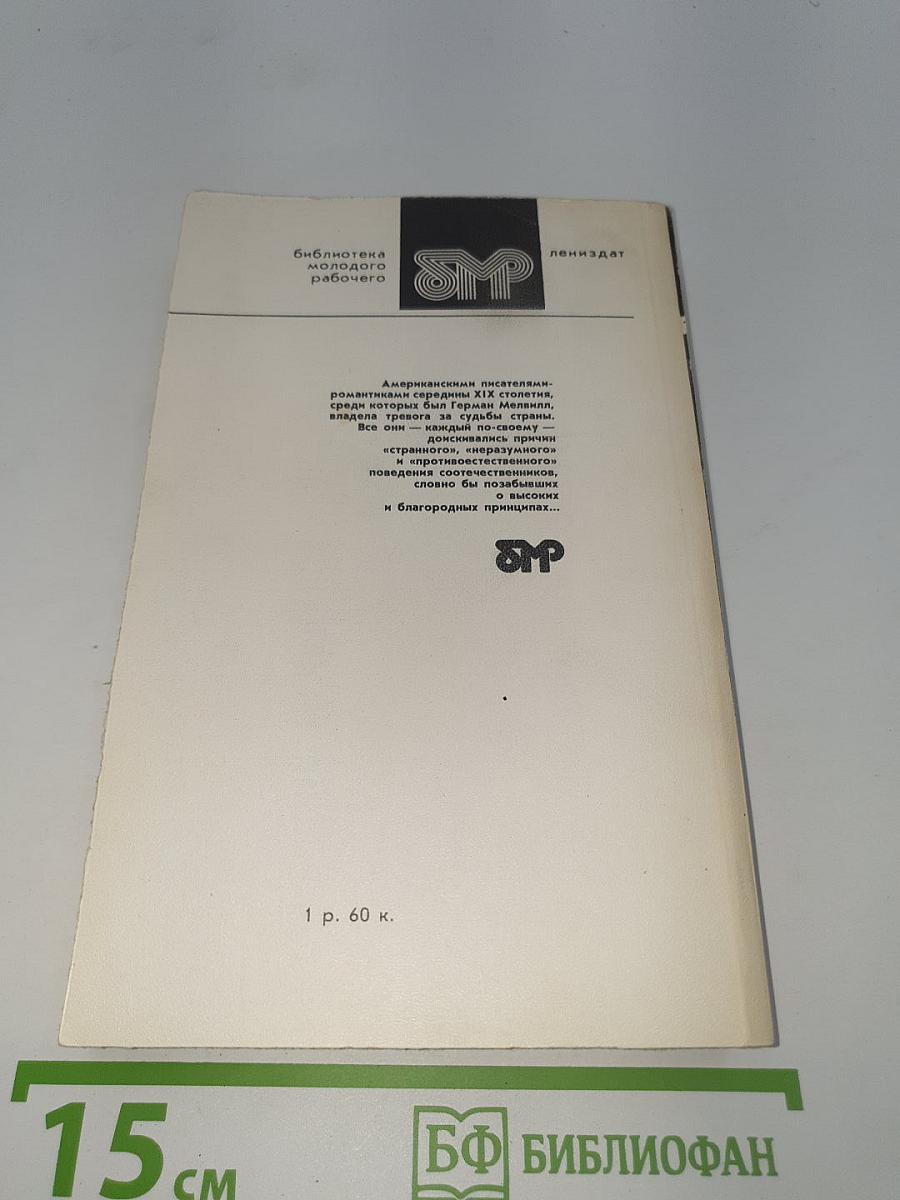 библиотека
молодого
рабочего
БМР
лениздат
Американскими писателями-
романтиками середины XIX столетия,
среди которых был Герман Мелвилл,
владела тревога за судьбы страны.
Все они — каждый по-своему —
доискивались причин
«странного», «неразумного»
и «противоестественного»
поведения соотечественников,
словно бы позабывших
о высоких
и благородных принципах...
БМР
1 р. 60 к.
15 см
БФ БИБЛИОФАН